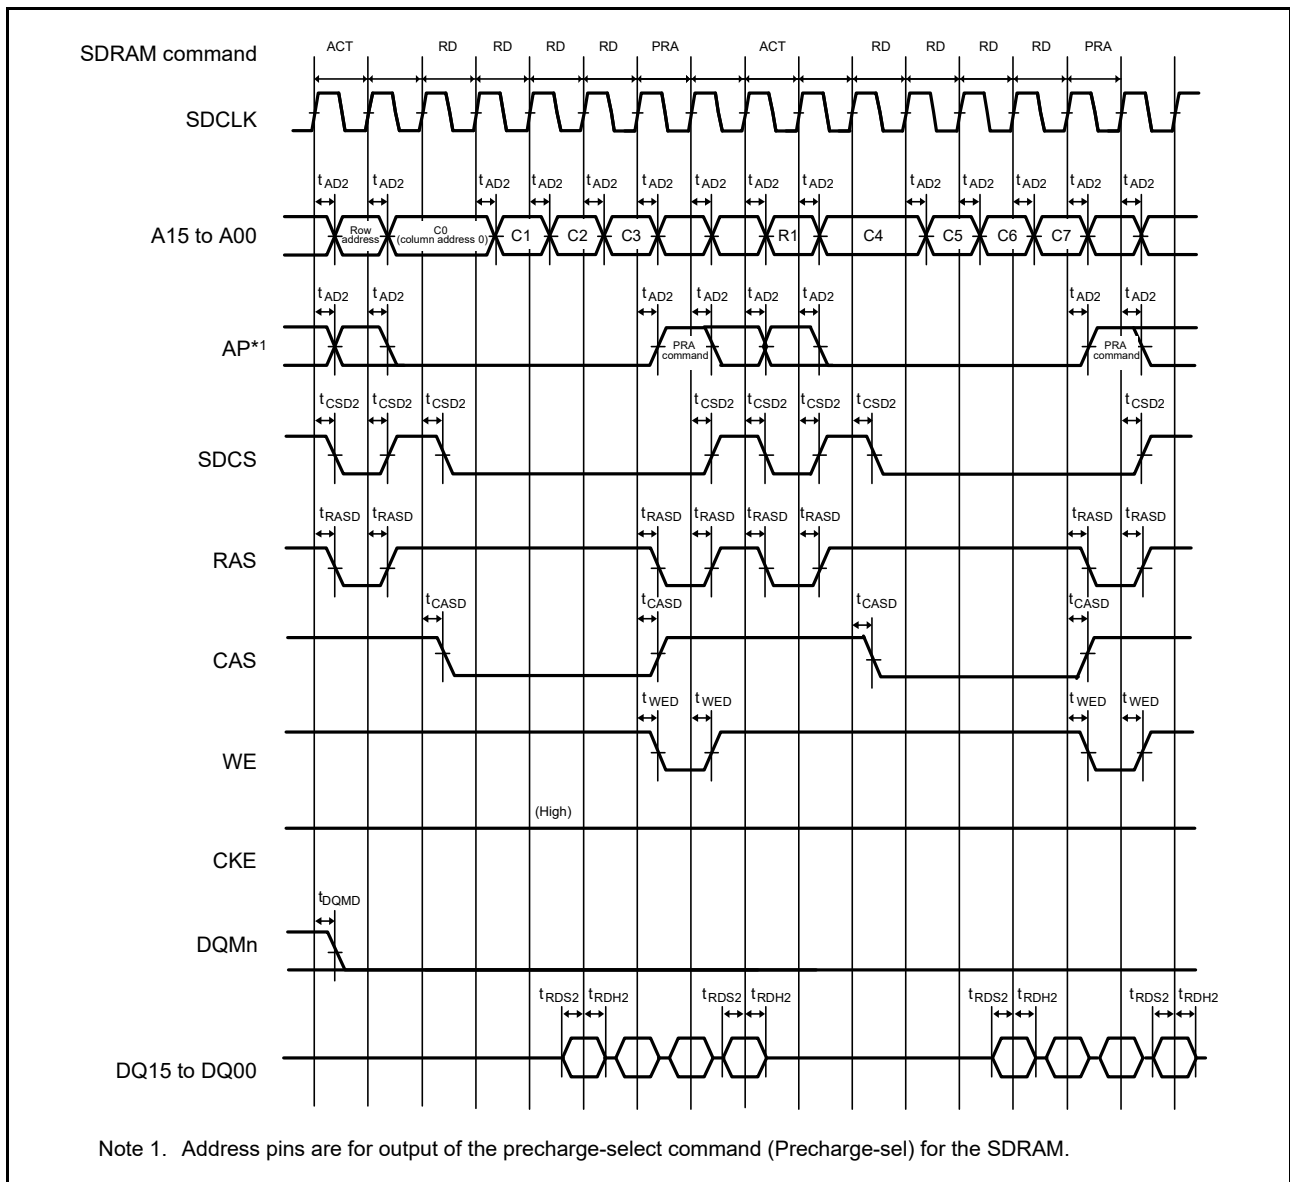 SDRAM command ACT RD RD RD RD PRA ACT RD RD RD RD PRA
SDCLK
tAD2 tAD2 tAD2 tAD2 tAD2 tAD2 tAD2 tAD2 tAD2 tAD2 tAD2 tAD2 tAD2 tAD2
A15 to A00 Row address C0 (column address 0) C1 C2 C3 R1 C4 C5 C6 C7
tAD2 tAD2 tAD2 tAD2 tAD2 tAD2 tAD2 tAD2
AP*1 PRA command PRA command
tCSD2 tCSD2 tCSD2 tCSD2 tCSD2 tCSD2 tCSD2 tCSD2
SDCS
tRASD tRASD tRASD tRASD tRASD tRASD tRASD tRASD
RAS
tCASD tCASD tCASD tCASD
CAS
tWED tWED tWED tWED
WE
(High)
CKE
tDQMD
DQMn
tRDS2 tRDH2 tRDS2 tRDH2 tRDS2 tRDH2 tRDS2 tRDH2
DQ15 to DQ00
Note 1. Address pins are for output of the precharge-select command (Precharge-sel) for the SDRAM.